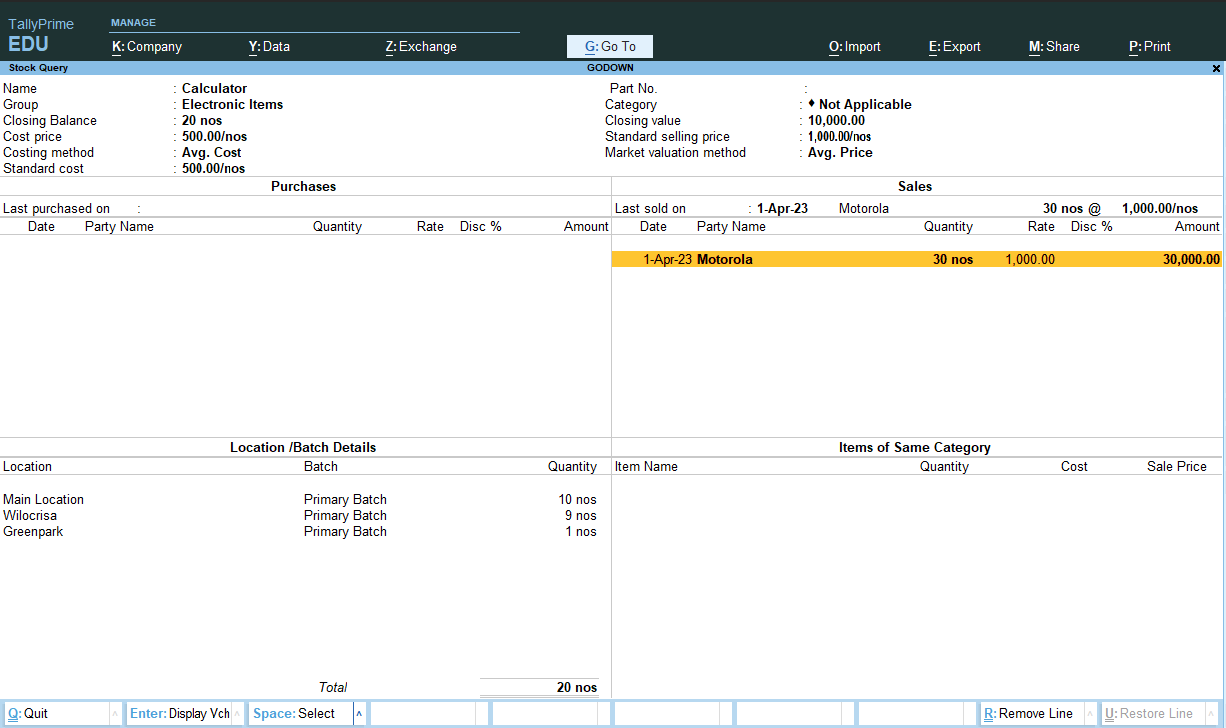 TallyPrime
EDU
MANAGE
K:Company Y:Data Z:Exchange G:Go To O:Import E:Export M:Share P:Print
Stock Query GODOWN
Name : Calculator Part No. :
Group : Electronic Items Category : ♦ Not Applicable
Closing Balance : 20 nos Closing value : 10,000.00
Cost price : 500.00/nos Standard selling price : 1,000.00/nos
Costing method : Avg. Cost Market valuation method : Avg. Price
Standard cost : 500.00/nos
Purchases Sales
Last purchased on : Last sold on : 1-Apr-23 Motorola 30 nos @ 1,000.00/nos
Date Party Name Quantity Rate Disc % Amount Date Party Name Quantity Rate Disc % Amount
1-Apr-23 Motorola 30 nos 1,000.00 30,000.00
Location /Batch Details Items of Same Category
Location Batch Quantity Item Name Quantity Cost Sale Price
Main Location Primary Batch 10 nos
Wilocrisa Primary Batch 9 nos
Greenpark Primary Batch 1 nos
Total 20 nos
Q:Quit Enter:Display Vch Space:Select R:Remove Line U:Restore Line